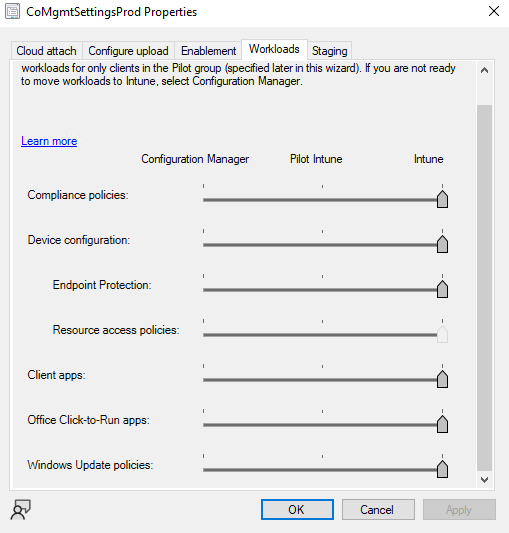 CoMgmtSettingsProd Properties
Cloud attach Configure upload Enablement Workloads Staging
workloads for only clients in the Pilot group (specified later in this wizard). If you are not ready
to move workloads to Intune, select Configuration Manager.
Learn more
Configuration Manager Pilot Intune Intune
Compliance policies:
Device configuration:
Endpoint Protection:
Resource access policies:
Client apps:
Office Click-to-Run apps:
Windows Update policies:
OK Cancel Apply